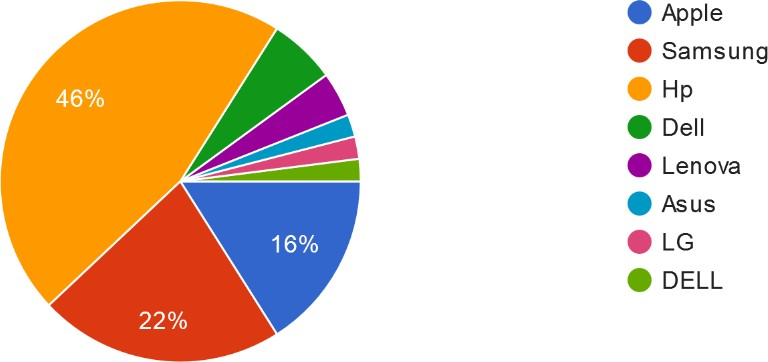 46%
16%
22%
Apple
Samsung
Hp
Dell
Lenova
Asus
LG
DELL